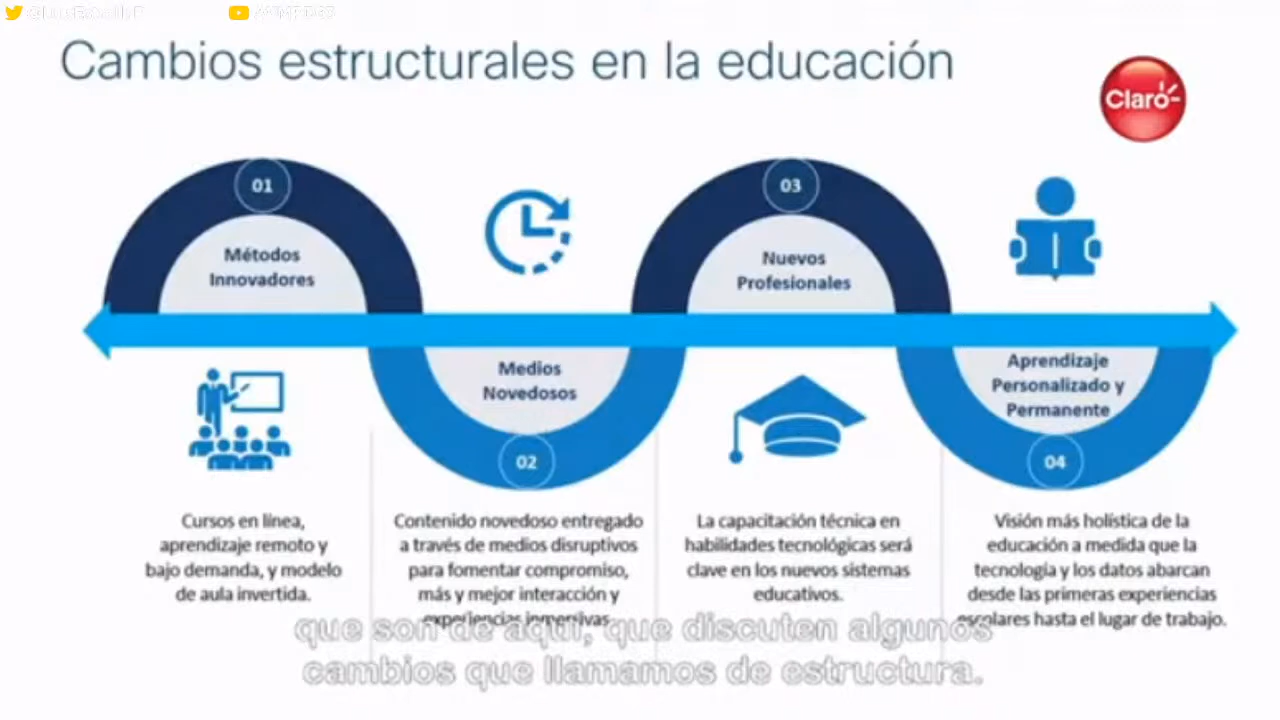 Cambios estructurales en la educación
Claro
01
Métodos
Innovadores
Medios
Novedosos
02
03
Nuevos
Profesionales
Aprendizaje
Personalizado y
Permanente
04
Cursos en línea,
aprendizaje remoto y
bajo demanda, y modelo
de aula invertida.
Contenido novedoso entregado
a través de medios disruptivos
para fomentar compromiso,
más y mejor interacción y
experiencias inmersivas
La capacitación técnica en
habilidades tecnológicas será
clave en los nuevos sistemas
educativos.
Visión más holística de la
educación a medida que la
tecnología y los datos abarcan
desde las primeras experiencias
escolares hasta el lugar de trabajo.
que son de aquí, que discuten algunos
cambios que llamamos de estructura.